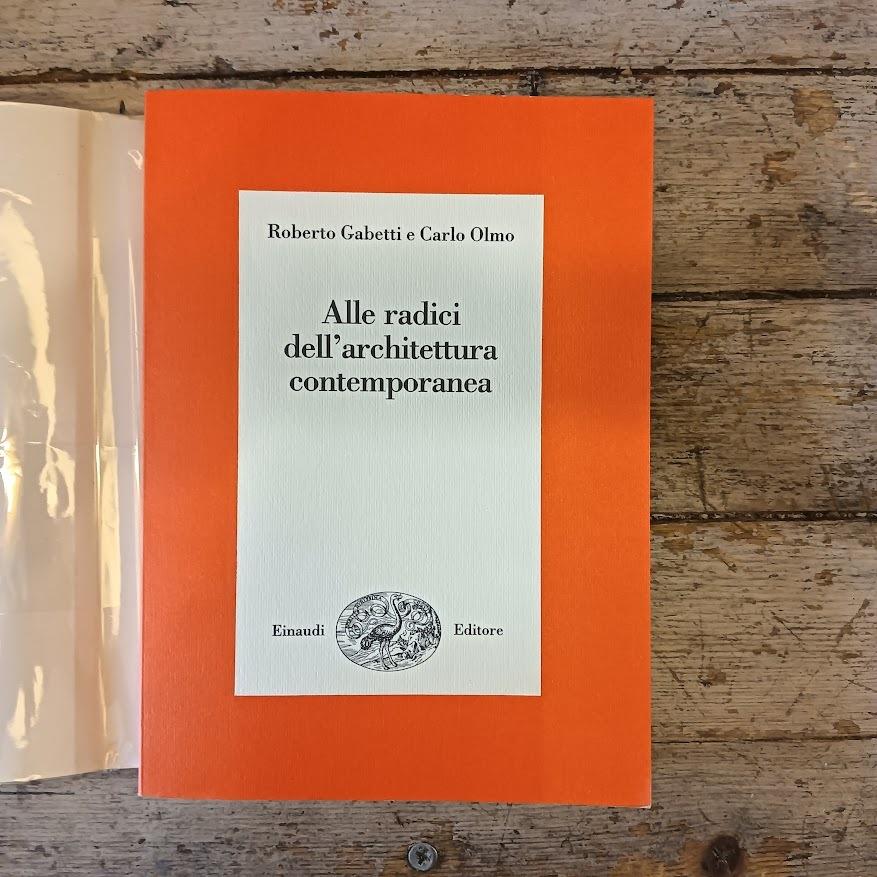 Roberto Gabetti e Carlo Olmo
Alle radici
dell'architettura
contemporanea
Einaudi Editore